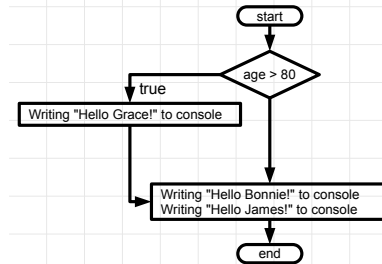 start
age > 80
true
Writing "Hello Grace!" to console
Writing "Hello Bonnie!" to console
Writing "Hello James!" to console
end